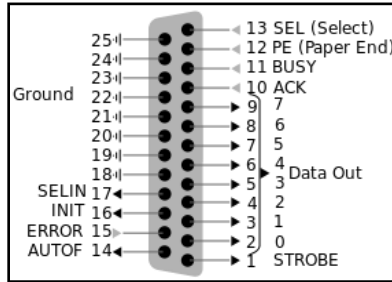 13 SEL (Select)
25
12 PE (Paper End)
24
11 BUSY
23
10 ACK
Ground
22
9 7
21
8 6
20
7 5
19
6 4
Data Out
18
5 3
SELIN 17
4 2
INIT 16
3 1
ERROR 15
2 0
AUTOF 14
1 STROBE